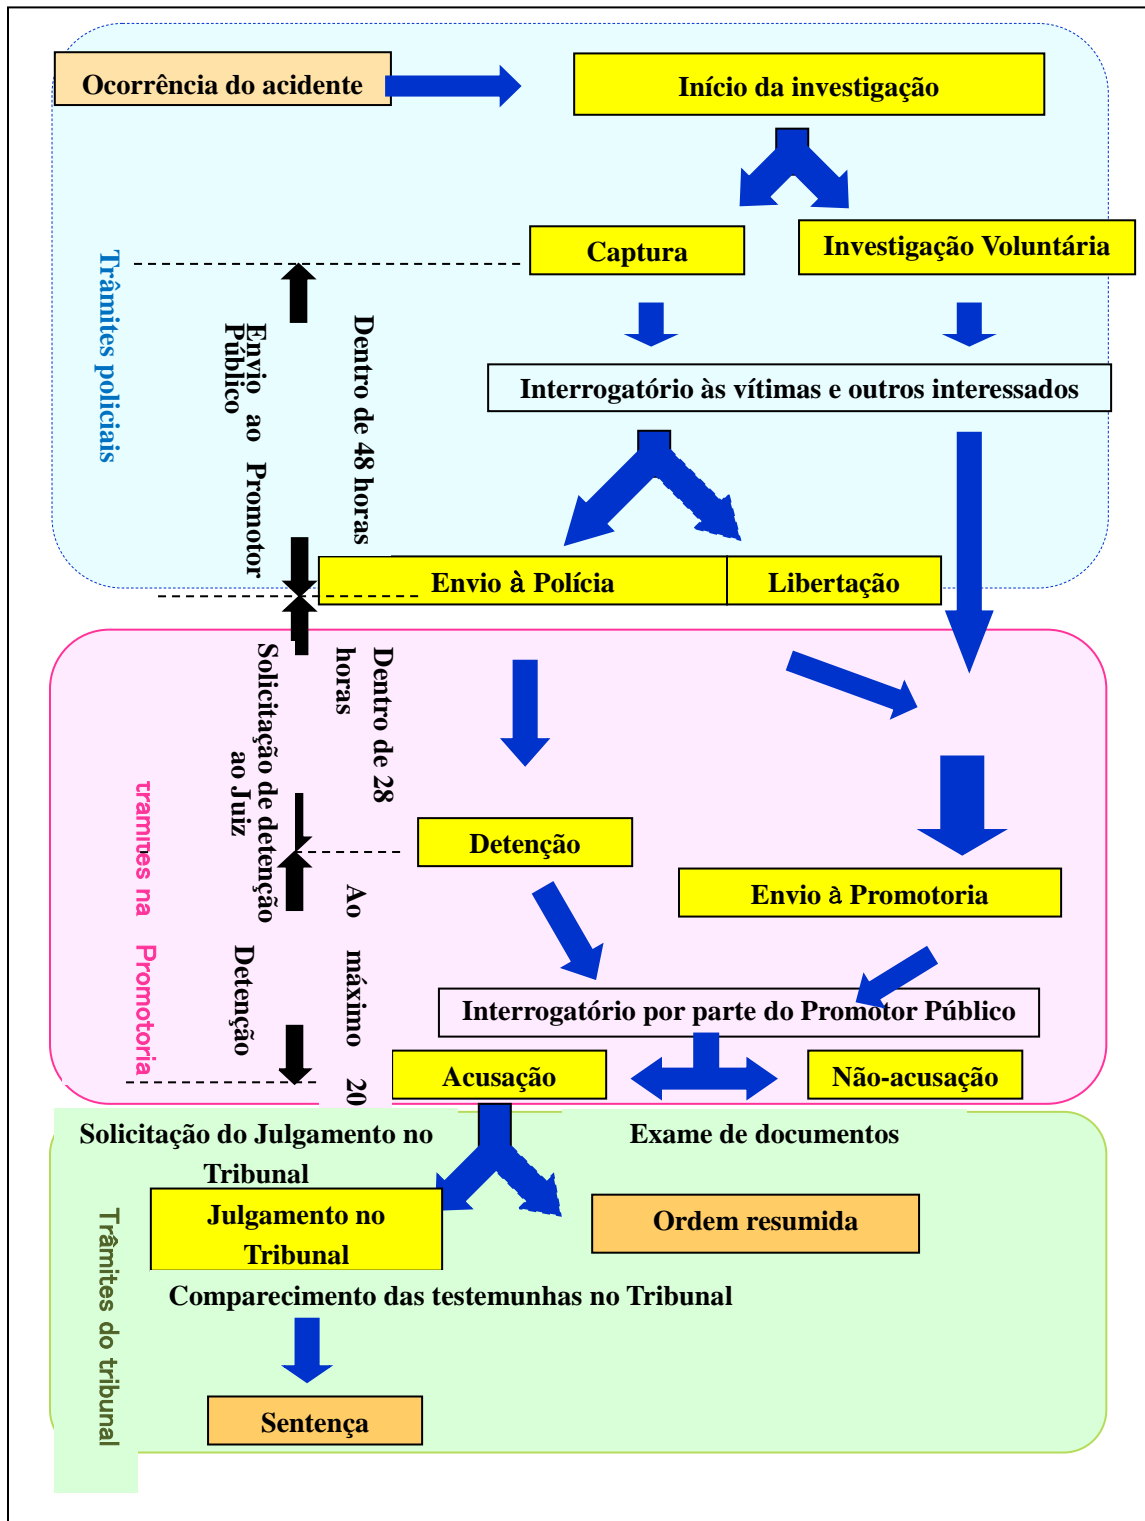 Ocorrência do acidente
Início da investigação
Captura
Investigação Voluntária
Trâmites policiais
Envio ao Promotor
Público
Dentro de 48 horas
Interrogatório às vítimas e outros interessados
Envio à Polícia
Libertação
Solicitação de detenção
ao Juiz
Dentro de 28
horas
Detenção
Envio à Promotoria
tramites na Promotoria
Detenção
Ao máximo 20
Interrogatório por parte do Promotor Público
Acusação
Não-acusação
Solicitação do Julgamento no
Tribunal
Exame de documentos
Julgamento no
Tribunal
Ordem resumida
Trâmites do tribunal
Comparecimento das testemunhas no Tribunal
Sentença